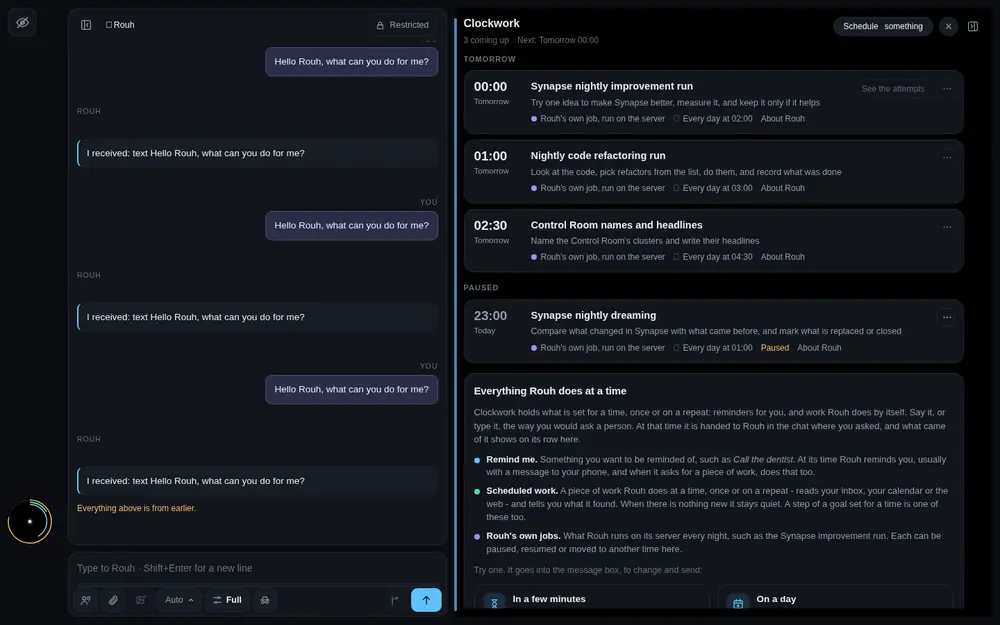 Rouh
Restricted
Hello Rouh, what can you do for me?
ROUH
I received: text Hello Rouh, what can you do for me?
YOU
Hello Rouh, what can you do for me?
ROUH
I received: text Hello Rouh, what can you do for me?
YOU
Hello Rouh, what can you do for me?
ROUH
I received: text Hello Rouh, what can you do for me?
Everything above is from earlier.
Type to Rouh · Shift+Enter for a new line
Auto
Full
Clockwork
3 coming up Next: Tomorrow 00:00
Schedule something
TOMORROW
00:00
Tomorrow
Synapse nightly improvement run
Try one idea to make Synapse better, measure it, and keep it only if it helps
Rouh's own job, run on the server Every day at 02:00 About Rouh
See the attempts
01:00
Tomorrow
Nightly code refactoring run
Look at the code, pick refactors from the list, do them, and record what was done
Rouh's own job, run on the server Every day at 03:00 About Rouh
02:30
Tomorrow
Control Room names and headlines
Name the Control Room's clusters and write their headlines
Rouh's own job, run on the server Every day at 04:30 About Rouh
PAUSED
23:00
Today
Synapse nightly dreaming
Compare what changed in Synapse with what came before, and mark what is replaced or closed
Rouh's own job, run on the server Every day at 01:00 Paused About Rouh
Everything Rouh does at a time
Clockwork holds what is set for a time, once or on a repeat: reminders for you, and work Rouh does by itself. Say it, or
type it, the way you would ask a person. At that time it is handed to Rouh in the chat where you asked, and what came
of it shows on its row here.
Remind me. Something you want to be reminded of, such as Call the dentist. At its time Rouh reminds you, usually
with a message to your phone, and when it asks for a piece of work, does that too.
Scheduled work. A piece of work Rouh does at a time, once or on a repeat - reads your inbox, your calendar or the
web - and tells you what it found. When there is nothing new it stays quiet. A step of a goal set for a time is one of
these too.
Rouh's own jobs. What Rouh runs on its server every night, such as the Synapse improvement run. Each can be
paused, resumed or moved to another time here.
Try one. It goes into the message box, to change and send:
In a few minutes
On a day